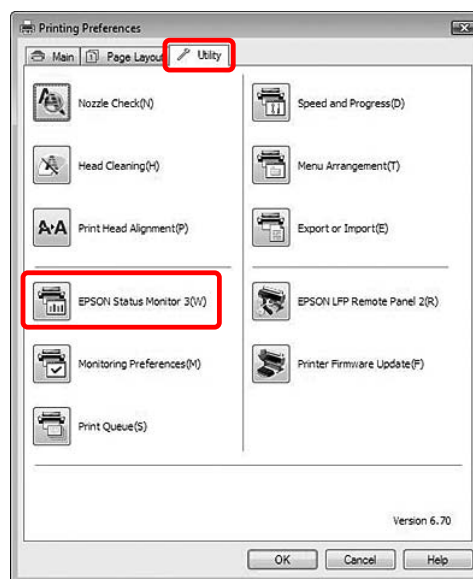 Printing Preferences
Main
Page Layout
Utility
Nozzle Check(N)
Speed and Progress(D)
Head Cleaning(H)
Menu Arrangement(T)
Print Head Alignment(P)
Export or Import(E)
EPSON Status Monitor 3(W)
EPSON LFP Remote Panel 2(R)
Monitoring Preferences(M)
Printer Firmware Update(F)
Print Queue(S)
Version 6.70
OK
Cancel
Help